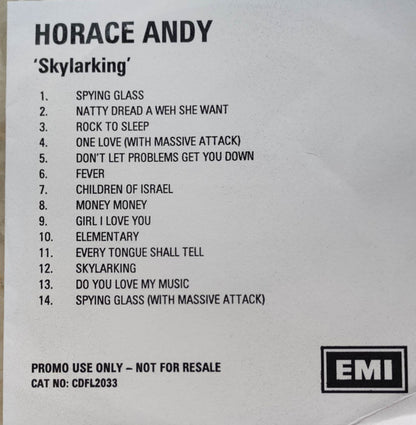 HORACE ANDY
'Skylarking'
1. SPYING GLASS
2. NATTY DREAD A WEH SHE WANT
3. ROCK TO SLEEP
4. ONE LOVE (WITH MASSIVE ATTACK)
5. DON'T LET PROBLEMS GET YOU DOWN
6. FEVER
7. CHILDREN OF ISRAEL
8. MONEY MONEY
9. GIRL I LOVE YOU
10. ELEMENTARY
11. EVERY TONGUE SHALL TELL
12. SKYLARKING
13. DO YOU LOVE MY MUSIC
14. SPYING GLASS (WITH MASSIVE ATTACK)
PROMO USE ONLY – NOT FOR RESALE
CAT NO: CDFL2033
EMI